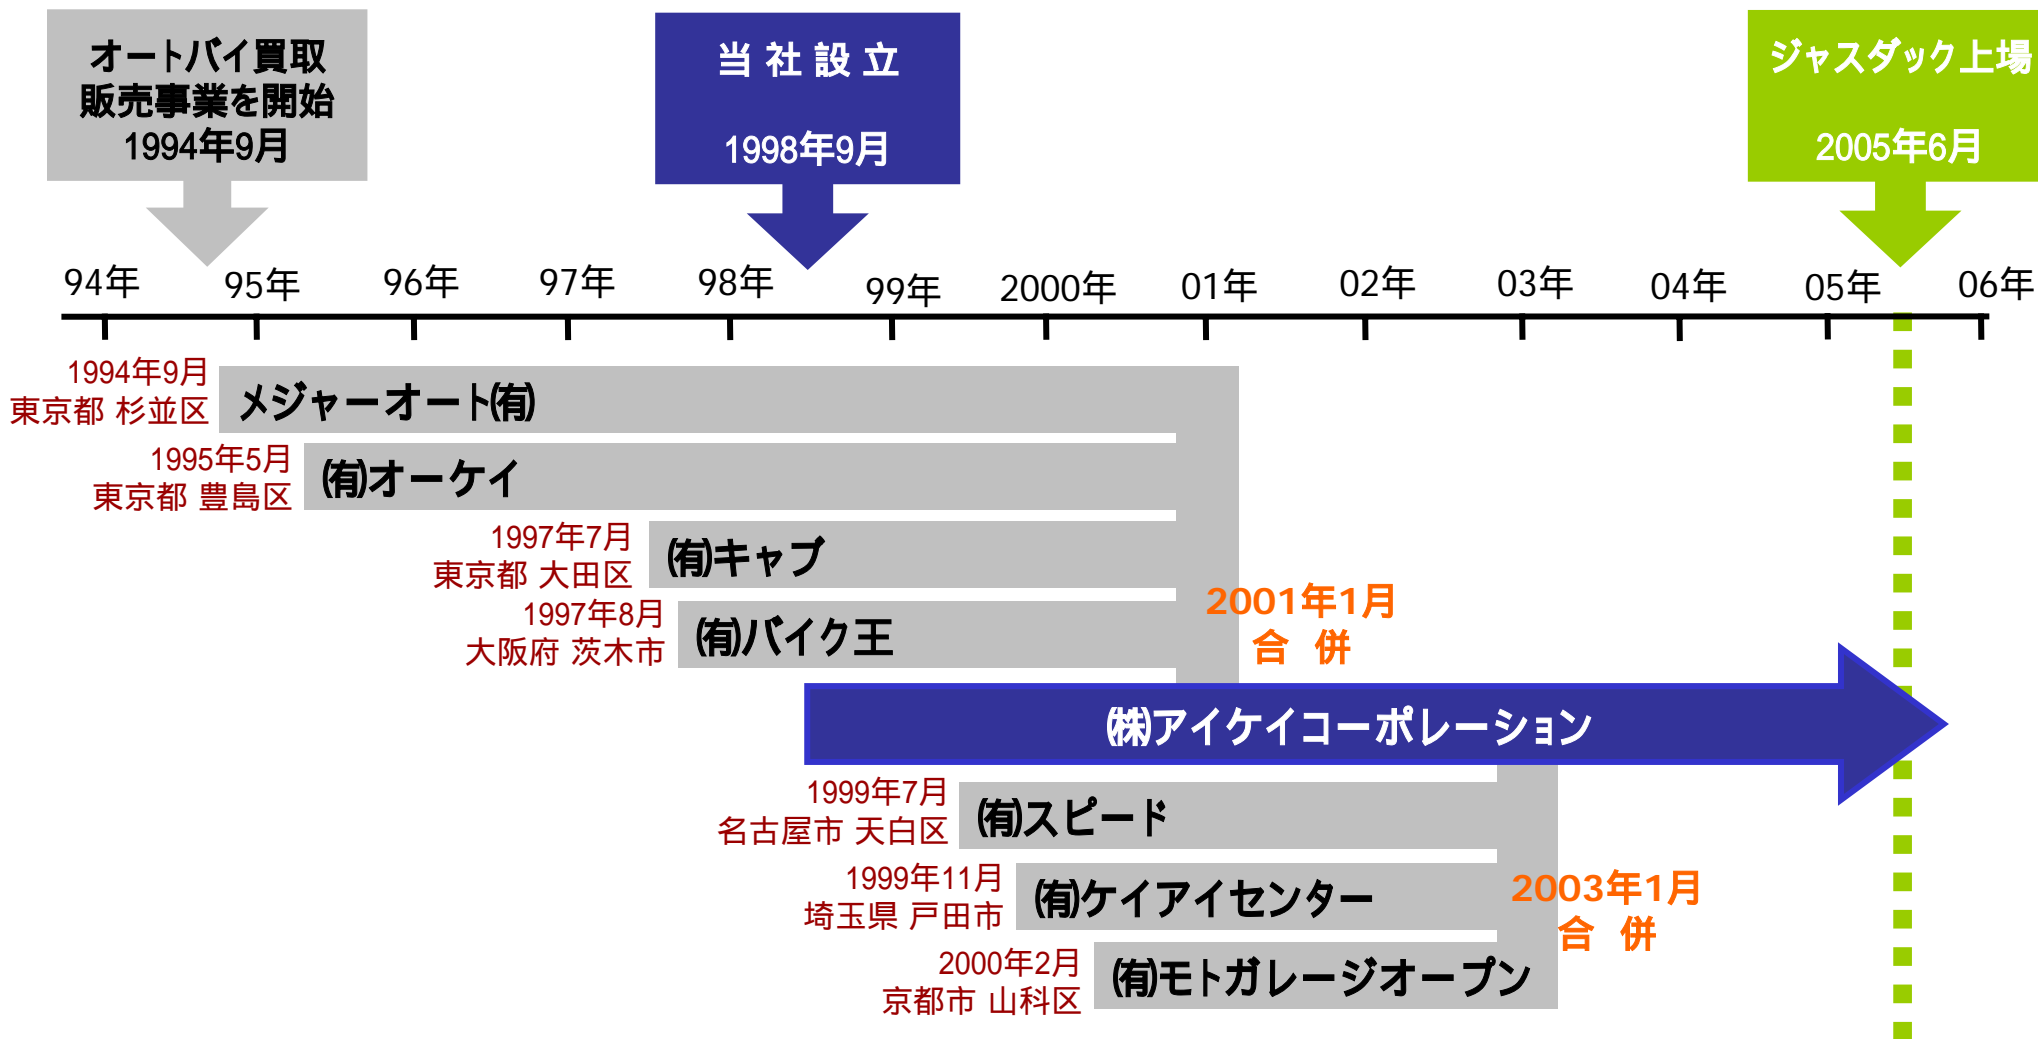 オートバイ買取
販売事業を開始
1994年9月
当 社 設 立
1998年9月
ジャスダック上場
2005年6月
94年
95年
96年
97年
98年
99年
2000年
01年
02年
03年
04年
05年
06年
1994年9月
東京都 杉並区
メジャーオート㈲
1995年5月
東京都 豊島区
㈲オーケイ
1997年7月
東京都 大田区
㈲キャブ
1997年8月
大阪府 茨木市
㈲バイク王
2001年1月
合 併
㈱アイケイコーポレーション
1999年7月
名古屋市 天白区
㈲スピード
1999年11月
埼玉県 戸田市
㈲ケイアイセンター
2003年1月
合 併
2000年2月
京都市 山科区
㈲モトガレージオープン